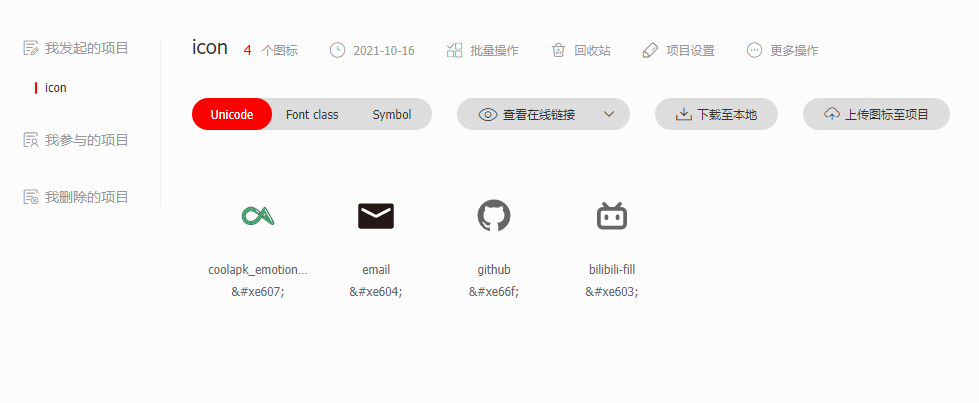 我发起的项目
icon
我参与的项目
我删除的项目
icon 4 个图标 2021-10-16 批量操作 回收站 项目设置 更多操作
Unicode Font class Symbol 查看在线链接 下载至本地 上传图标至项目
coolapk_emotion... email github bilibili-fill
&#xe607; &#xe604; &#xe66f; &#xe603;